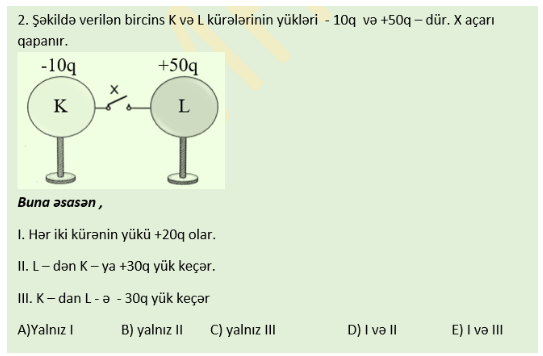 2. Şəkildə verilən bircins K və L kürələrinin yükləri - 10q və +50q – dür. X açarı
qapanır.
-10q +50q
X
K L
Buna əsasən ,
I. Hər iki kürənin yükü +20q olar.
II. L – dən K – ya +30q yük keçər.
III. K – dan L - ə - 30q yük keçər
A)Yalnız I B) yalnız II C) yalnız III D) I və II E) I və III